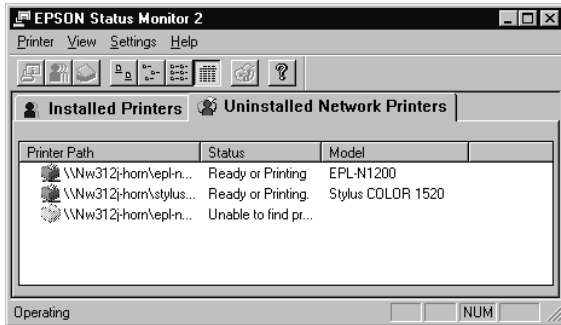 EPSON Status Monitor 2
Printer View Settings Help
Installed Printers Uninstalled Network Printers
Printer Path Status Model
\\Nw312j-horn\epl-n... Ready or Printing EPL-N1200
\\Nw312j-horn\stylus... Ready or Printing. Stylus COLOR 1520
\\Nw312j-horn\epl-n... Unable to find pr...
Operating NUM